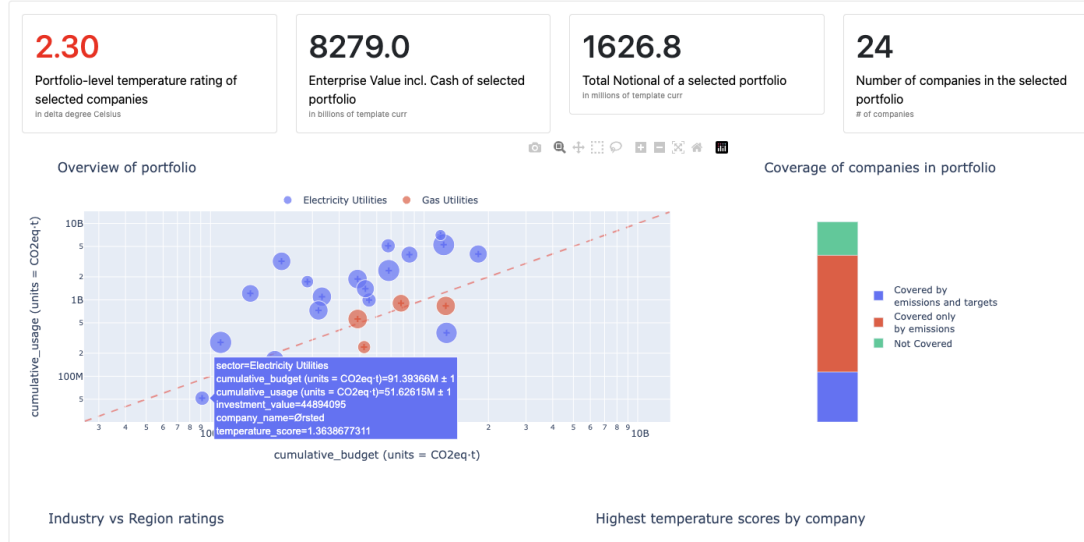 2.30
Portfolio-level temperature rating of
selected companies
in delta degree Celsius
8279.0
Enterprise Value incl. Cash of selected
portfolio
in billions of template curr
1626.8
Total Notional of a selected portfolio
in millions of template curr
24
Number of companies in the selected
portfolio
# of companies
Overview of portfolio
Electricity Utilities
Gas Utilities
cumulative_usage (units = CO2eq·t)
10B
5
2
1B
5
2
100M
5
sector=Electricity Utilities
cumulative_budget (units = CO2eq·t)=91.39366M ± 1
cumulative_usage (units = CO2eq·t)=51.62615M ± 1
investment_value=44894095
company_name=Ørsted
temperature_score=1.3638677311
3 4 5 6 7 8 9 2 3 4 5 6 7 8 9 10B
cumulative_budget (units = CO2eq·t)
Coverage of companies in portfolio
Covered by
emissions and targets
Covered only
by emissions
Not Covered
Industry vs Region ratings
Highest temperature scores by company